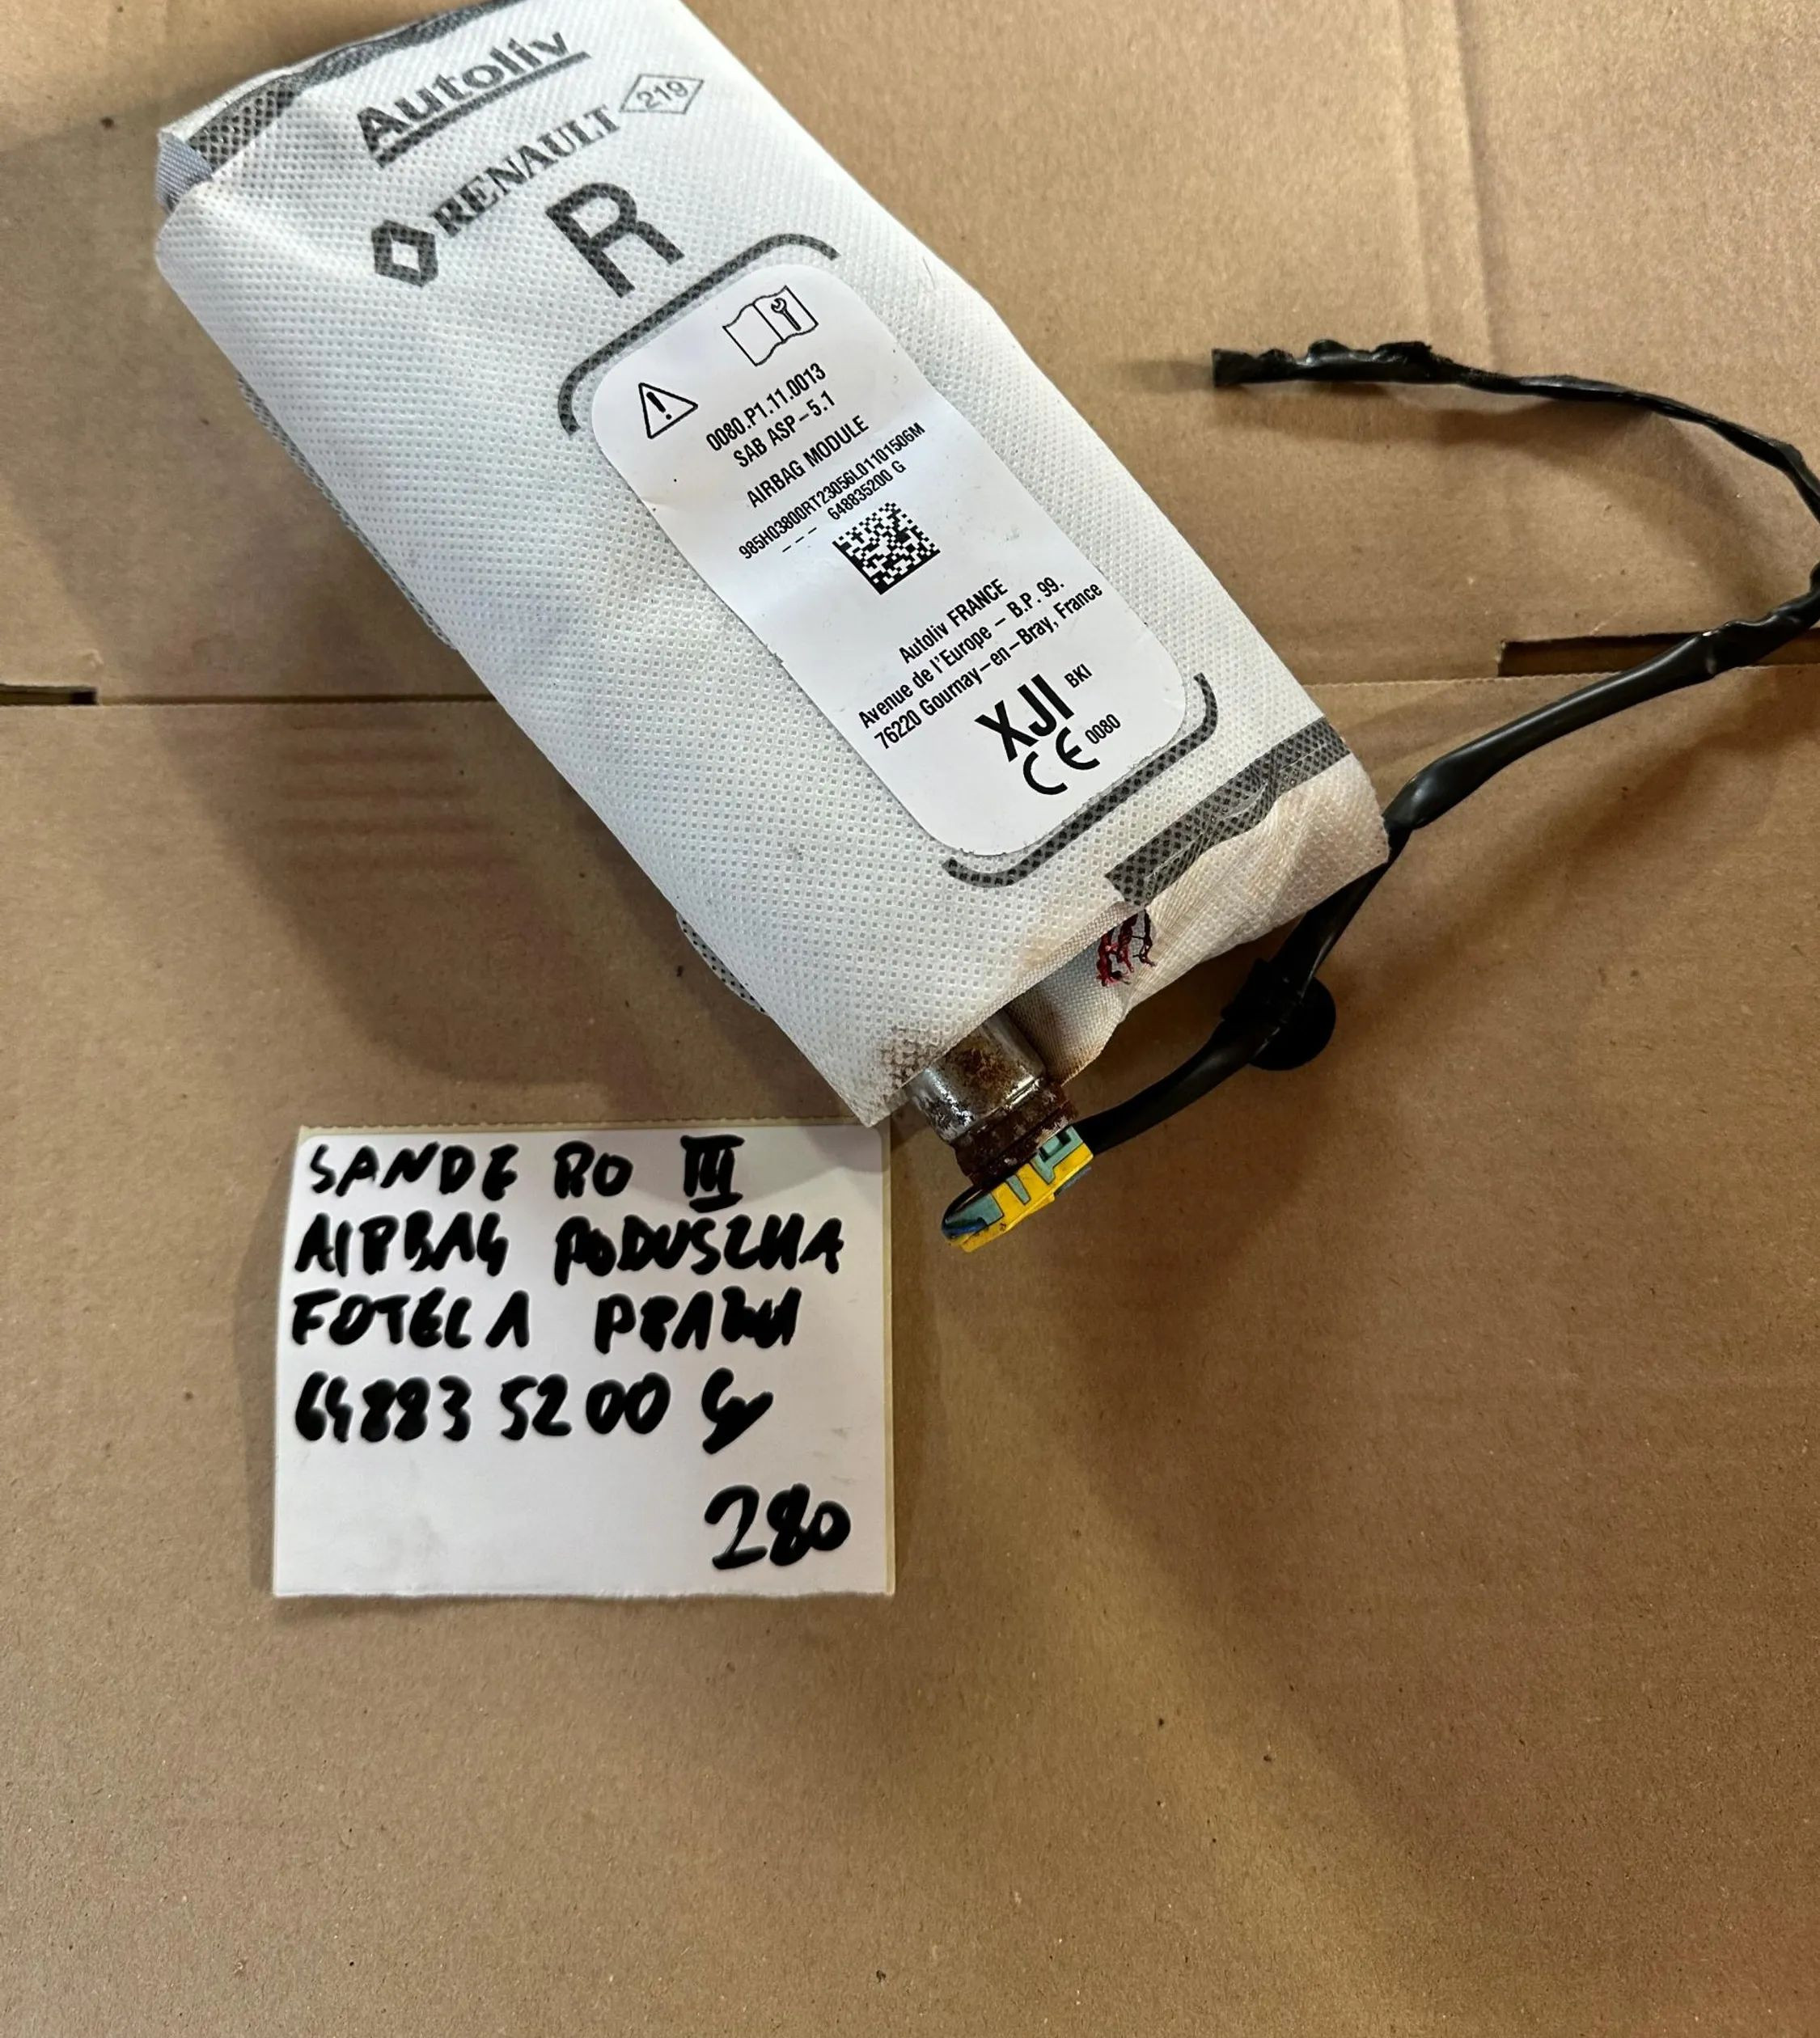 Autoliv
RENAULT 219
R
0080.P1.11.0013
SAB ASP-5.1
AIRBAG MODULE
985H03800RT23056L01101506M
--- 648835200 G
Autoliv FRANCE
Avenue de l'Europe - B.P. 99.
76220 Gournay-en-Bray, France
XJI BKI
CE 0080
SANDERO III
AIRBAG PODUSZKA
FOTELA PRAWA
648835200 G
280